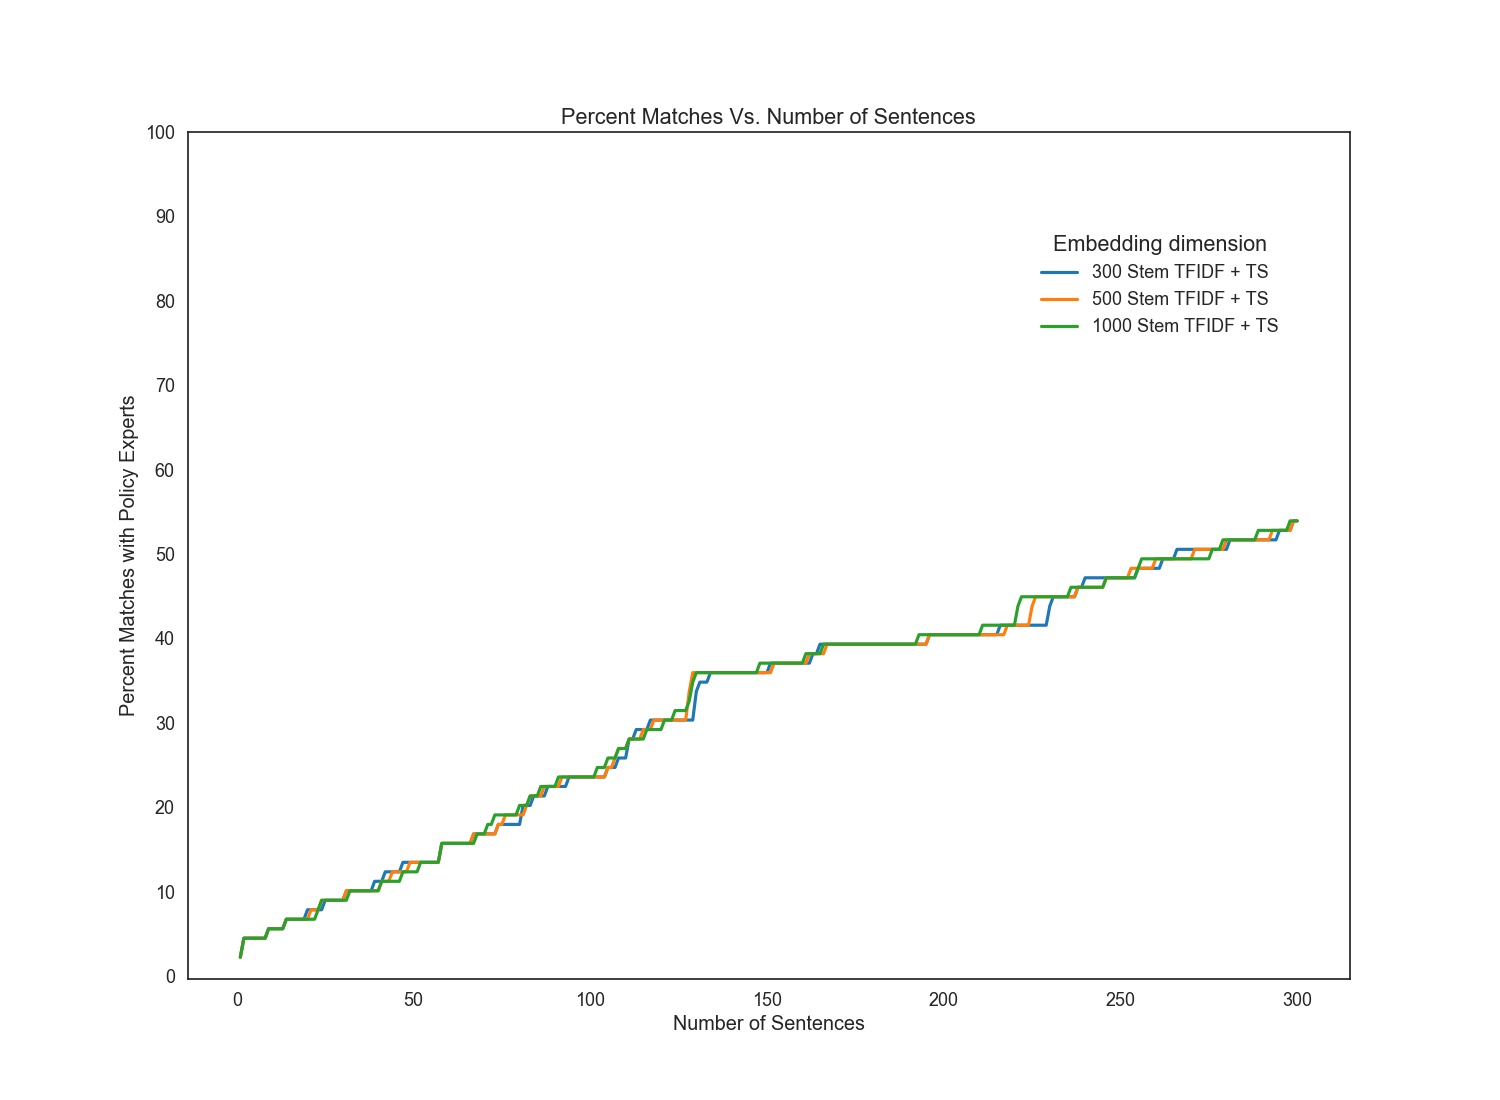 Percent Matches Vs. Number of Sentences
100
90
80
70
60
50
40
30
20
10
0
Percent Matches with Policy Experts
Embedding dimension
300 Stem TFIDF + TS
500 Stem TFIDF + TS
1000 Stem TFIDF + TS
0 50 100 150 200 250 300
Number of Sentences